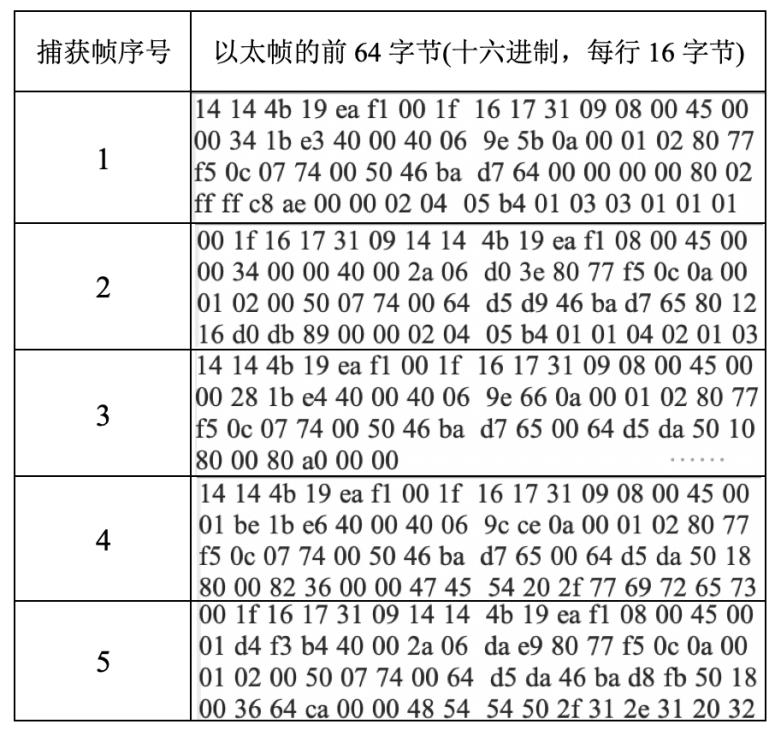 捕获帧序号 以太帧的前 64 字节(十六进制，每行 16 字节)
1
14 14 4b 19 ea f1 00 1f 16 17 31 09 08 00 45 00
00 34 1b e3 40 00 40 06 9e 5b 0a 00 01 02 80 77
f5 0c 07 74 00 50 46 ba d7 64 00 00 00 00 80 02
ff ff c8 ae 00 00 02 04 05 b4 01 03 03 01 01 01
2
00 1f 16 17 31 09 14 14 4b 19 ea f1 08 00 45 00
00 34 00 00 40 00 2a 06 d0 3e 80 77 f5 0c 0a 00
01 02 00 50 07 74 00 64 d5 d9 46 ba d7 65 80 12
16 d0 db 89 00 00 02 04 05 b4 01 01 04 02 01 03
3
14 14 4b 19 ea f1 00 1f 16 17 31 09 08 00 45 00
00 28 1b e4 40 00 40 06 9e 66 0a 00 01 02 80 77
f5 0c 07 74 00 50 46 ba d7 65 00 64 d5 da 50 10
80 00 80 a0 00 00 ……
4
14 14 4b 19 ea f1 00 1f 16 17 31 09 08 00 45 00
01 be 1b e6 40 00 40 06 9c ce 0a 00 01 02 80 77
f5 0c 07 74 00 50 46 ba d7 65 00 64 d5 da 50 18
80 00 82 36 00 00 47 45 54 20 2f 77 69 72 65 73
5
00 1f 16 17 31 09 14 14 4b 19 ea f1 08 00 45 00
01 d4 f3 b4 40 00 2a 06 da e9 80 77 f5 0c 0a 00
01 02 00 50 07 74 00 64 d5 da 46 ba d8 fb 50 18
00 36 64 ca 00 00 48 54 54 50 2f 31 2e 31 20 32